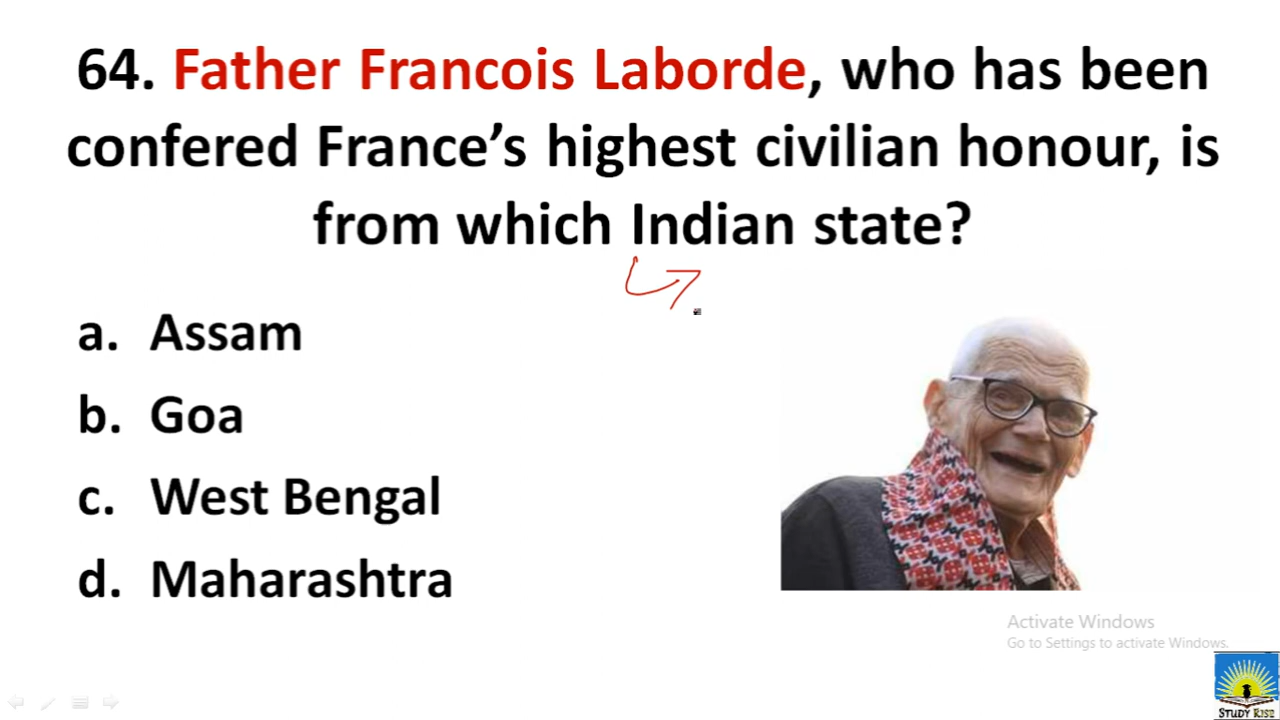 64. Father Francois Laborde, who has been
confered France’s highest civilian honour, is
from which Indian state?
a. Assam
b. Goa
c. West Bengal
d. Maharashtra
Activate Windows
Go to Settings to activate Windows.
STUDY RISE